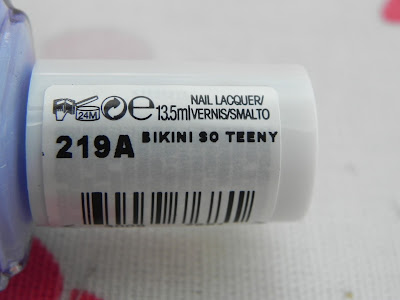 24M e 13.5ml NAIL LACQUER/
VERNIS/SMALTO
219A BIKINI SO TEENY